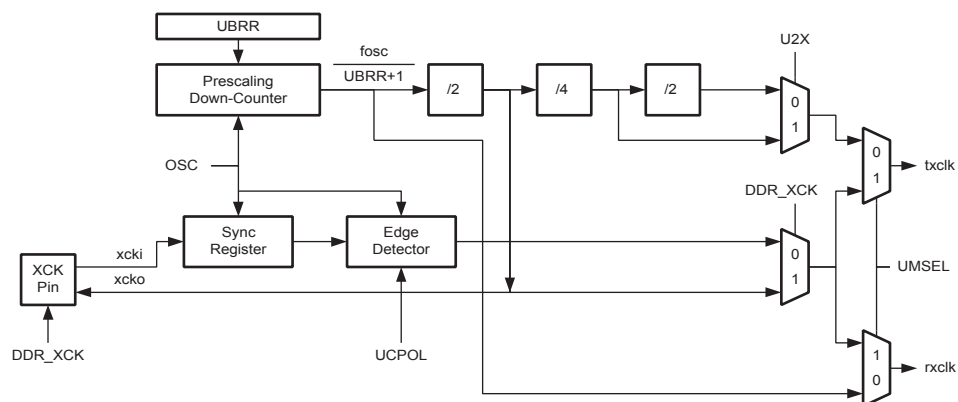 UBRR
fosc
U2X
Prescaling
Down-Counter
UBRR+1
/2
/4
/2
0
1
OSC
0
1
txclk
DDR_XCK
Sync
Register
Edge
Detector
xcki
0
1
UMSEL
XCK
Pin
xcko
DDR_XCK
UCPOL
1
0
rxclk